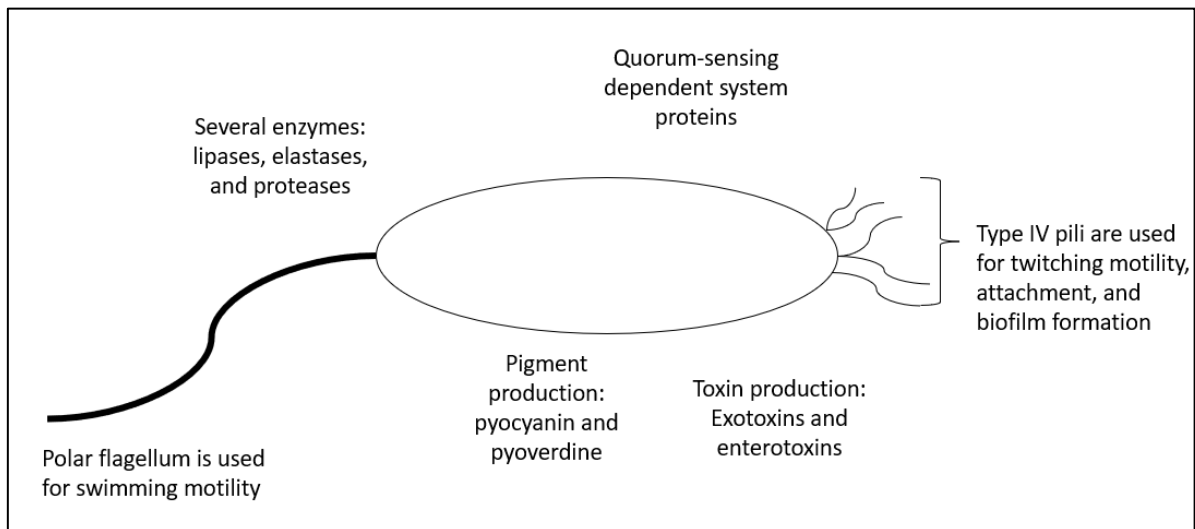 Quorum-sensing
dependent system
proteins
Several enzymes:
lipases, elastases,
and proteases
Type IV pili are used
for twitching motility,
attachment, and
biofilm formation
Pigment
production:
pyocyanin and
pyoverdine
Toxin production:
Exotoxins and
enterotoxins
Polar flagellum is used
for swimming motility